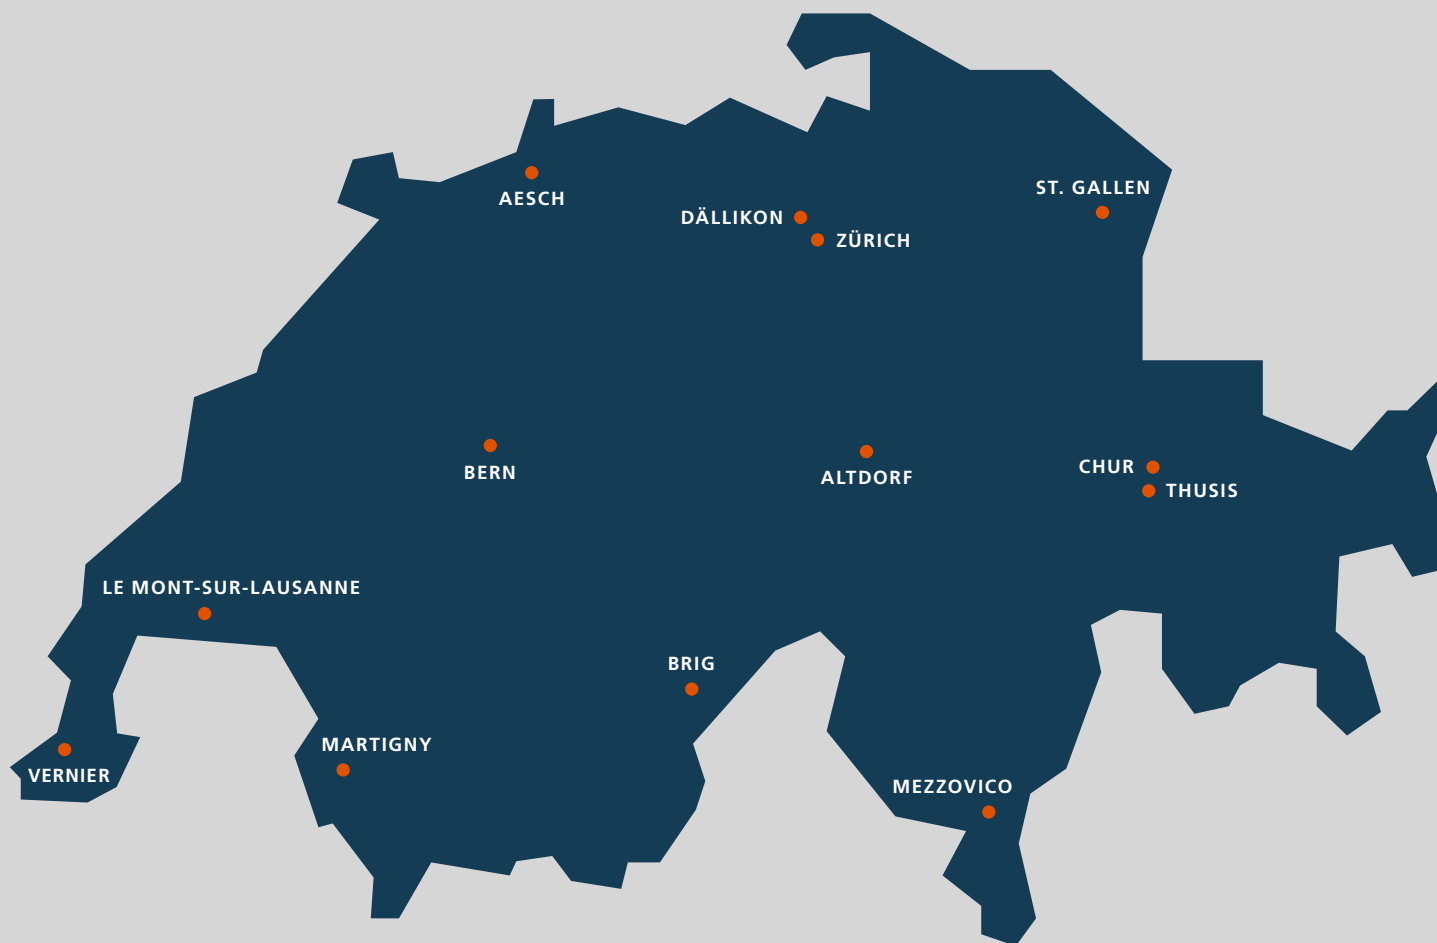 ST. GALLEN
AESCH
DÄLLIKON
ZÜRICH
BERN
ALTDORF
CHUR
THUSIS
LE MONT-SUR-LAUSANNE
BRIG
MARTIGNY
VERNIER
MEZZOVICO